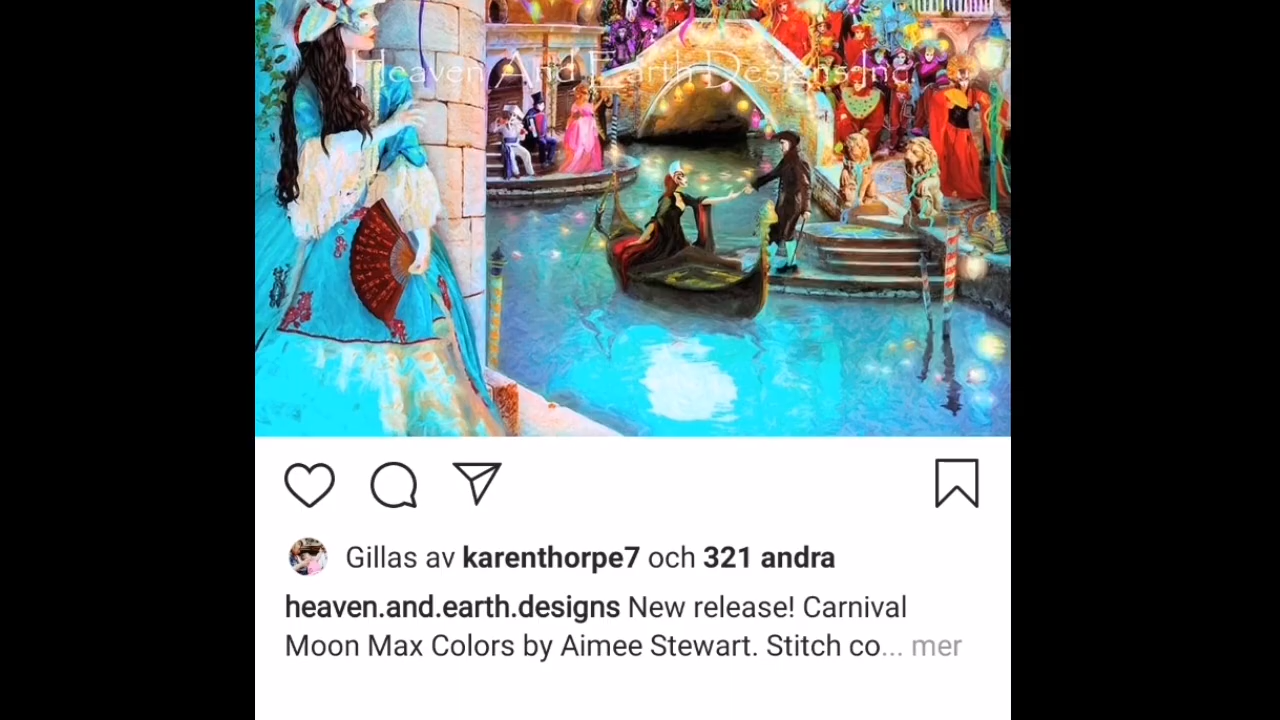 Heaven And Earth Designs Inc.
Gillas av karenthorpe7 och 321 andra
heaven.and.earth.designs New release! Carnival
Moon Max Colors by Aimee Stewart. Stitch co... mer